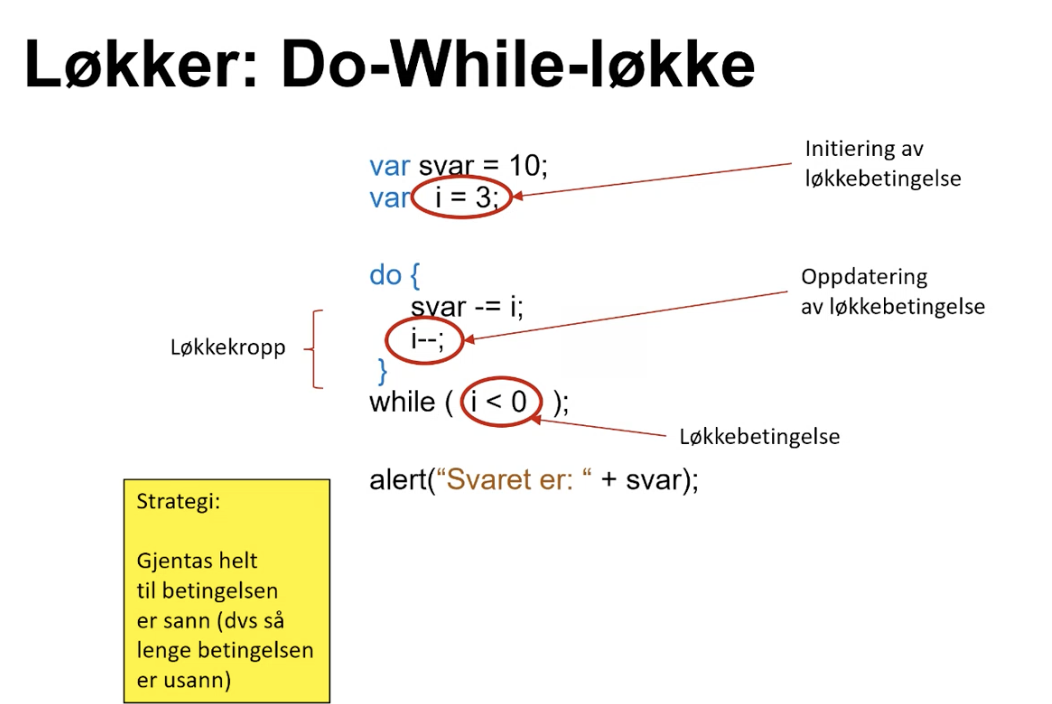 Løkker: Do-While-løkke
var svar = 10;
var i = 3;
Initiering av
løkkebetingelse
do {
svar -= i;
i--;
}
while ( i < 0 );
Oppdatering
av løkkebetingelse
Løkkekropp
Løkkebetingelse
alert(“Svaret er: “ + svar);
Strategi:
Gjentas helt
til betingelsen
er sann (dvs så
lenge betingelsen
er usann)